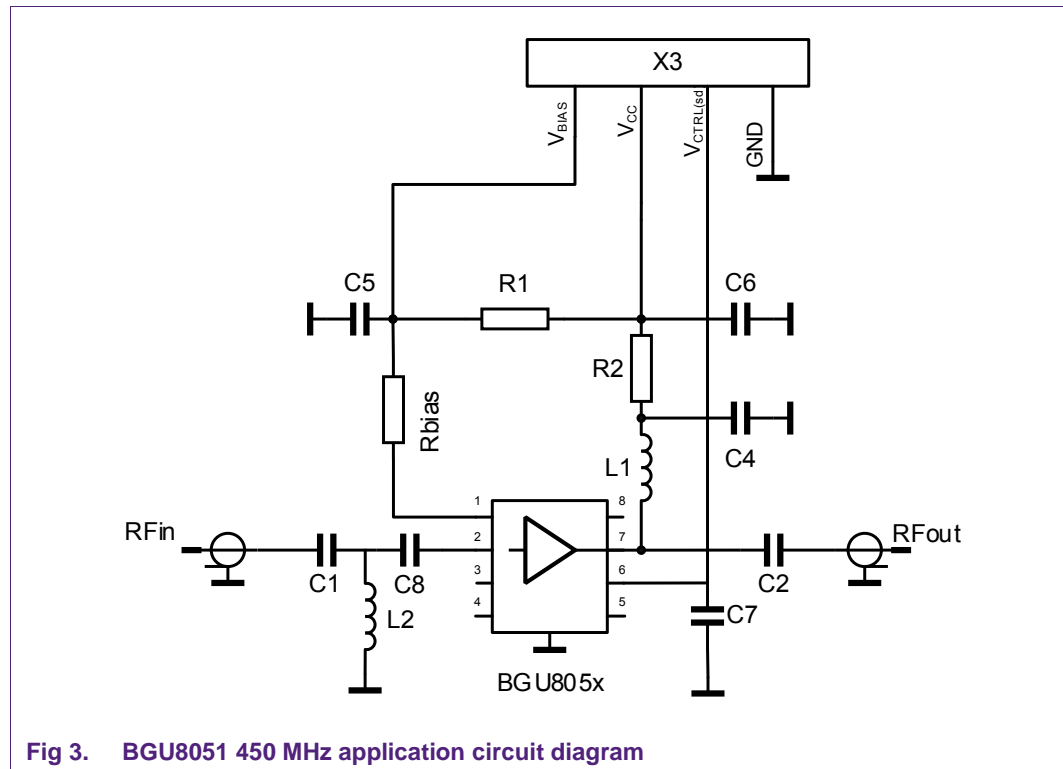 X3
VBIAS
VCC
VCTRL(sd
GND
C5
R1
C6
R2
Rbias
C4
L1
1
8
RFin
2
7
RFout
C1
C8
3
6
C2
L2
4
5
C7
BGU805x
Fig 3. BGU8051 450 MHz application circuit diagram